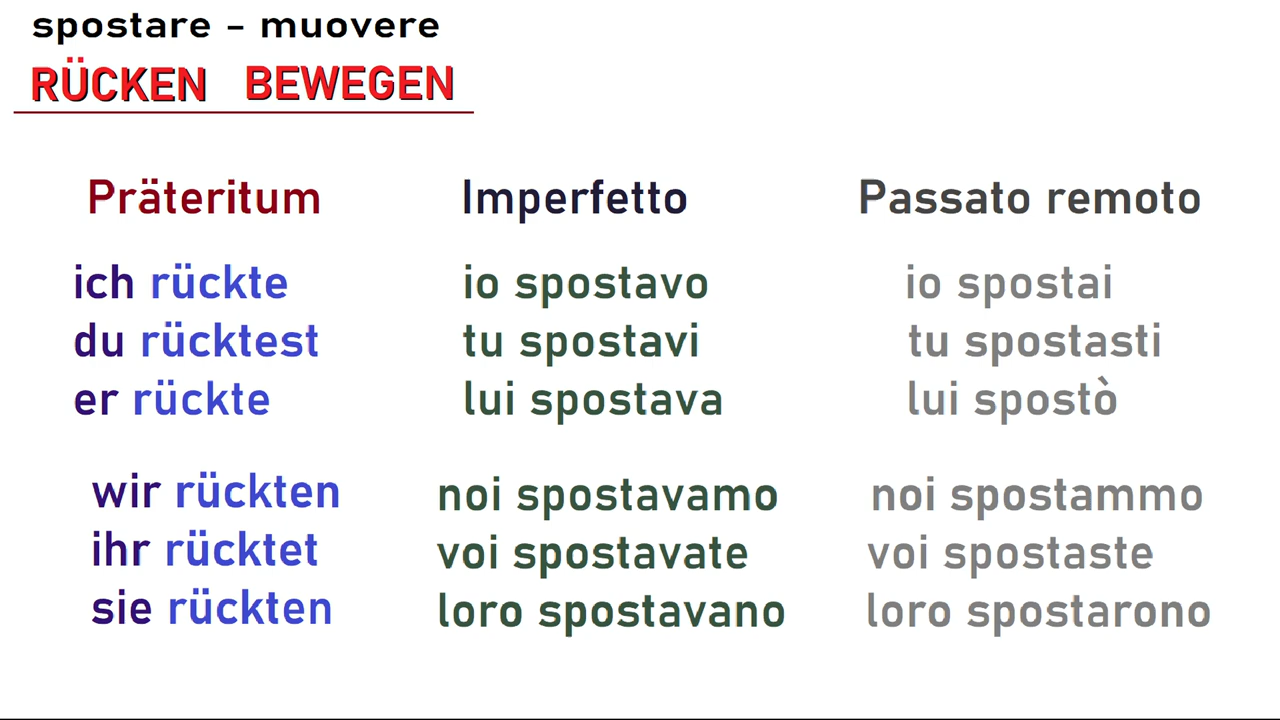 spostare - muovere
RÜCKEN BEWEGEN
Präteritum Imperfetto Passato remoto
ich rückte io spostavo io spostai
du rücktest tu spostavi tu spostasti
er rückte lui spostava lui spostò
wir rückten noi spostavamo noi spostammo
ihr rücktet voi spostavate voi spostaste
sie rückten loro spostavano loro spostarono